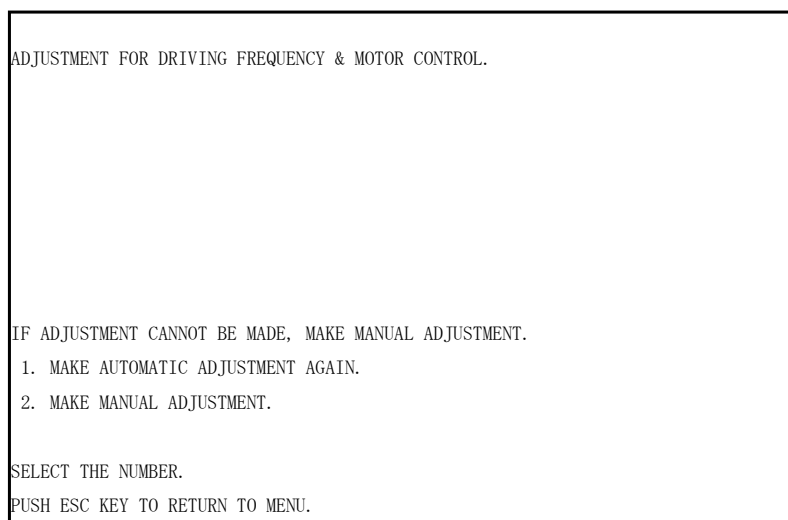 ADJUSTMENT FOR DRIVING FREQUENCY & MOTOR CONTROL.
IF ADJUSTMENT CANNOT BE MADE, MAKE MANUAL ADJUSTMENT.
1. MAKE AUTOMATIC ADJUSTMENT AGAIN.
2. MAKE MANUAL ADJUSTMENT.
SELECT THE NUMBER.
PUSH ESC KEY TO RETURN TO MENU.